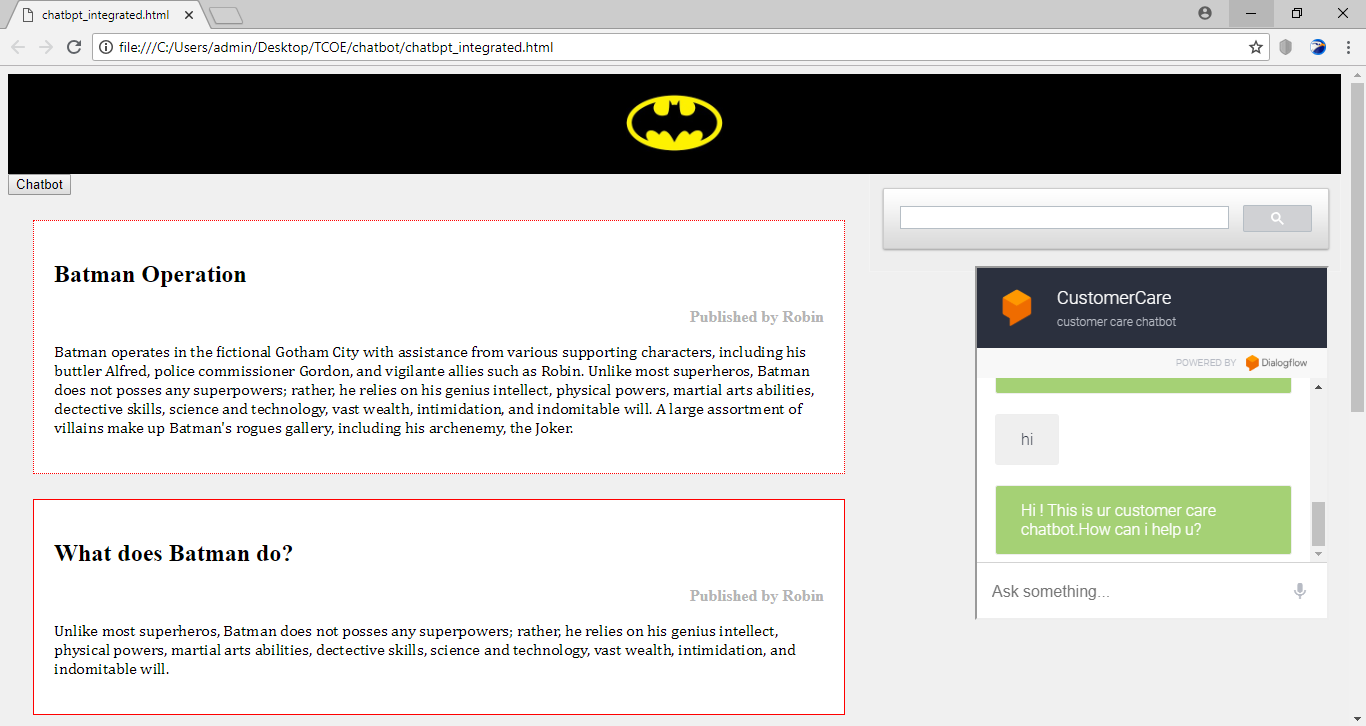 chatbpt_integrated.html
file:///C:/Users/admin/Desktop/TCOE/chatbot/chatbpt_integrated.html
Chatbot
Batman Operation
Published by Robin
Batman operates in the fictional Gotham City with assistance from various supporting characters, including his
buttler Alfred, police commissioner Gordon, and vigilante allies such as Robin. Unlike most superheros, Batman
does not posses any superpowers; rather, he relies on his genius intellect, physical powers, martial arts abilities,
dectective skills, science and technology, vast wealth, intimidation, and indomitable will. A large assortment of
villains make up Batman's rogues gallery, including his archenemy, the Joker.
What does Batman do?
Published by Robin
Unlike most superheros, Batman does not posses any superpowers; rather, he relies on his genius intellect,
physical powers, martial arts abilities, dectective skills, science and technology, vast wealth, intimidation, and
indomitable will.
CustomerCare
customer care chatbot
POWERED BY Dialogflow
hi
Hi ! This is ur customer care
chatbot.How can i help u?
Ask something...